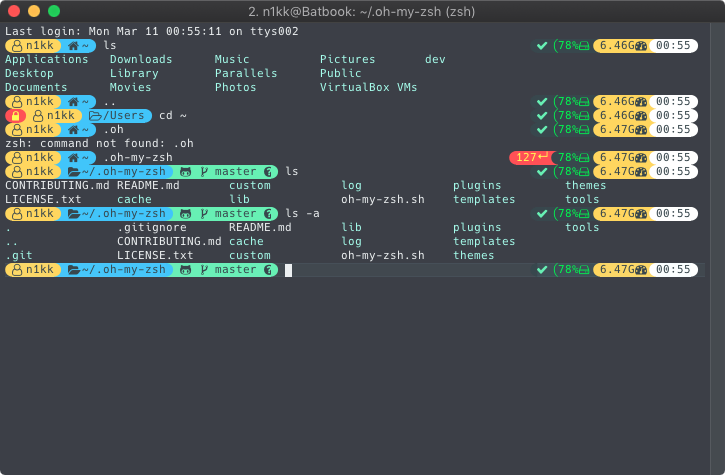 2. n1kk@Batbook: ~/.oh-my-zsh (zsh)
Last login: Mon Mar 11 00:55:11 on ttys002
n1kk ~ ls ✔ (78% 6.46G 00:55
Applications Downloads Music Pictures dev
Desktop Library Parallels Public
Documents Movies Photos VirtualBox VMs
n1kk ~ .. ✔ (78% 6.46G 00:55
n1kk /Users cd ~ ✔ (78% 6.46G 00:55
n1kk ~ .oh ✔ (78% 6.47G 00:55
zsh: command not found: .oh
n1kk ~ .oh-my-zsh 127↵ 78% 6.47G 00:55
n1kk ~/.oh-my-zsh master ? ls ✔ (78% 6.47G 00:55
CONTRIBUTING.md README.md custom log plugins themes
LICENSE.txt cache lib oh-my-zsh.sh templates tools
n1kk ~/.oh-my-zsh master ? ls -a ✔ (78% 6.47G 00:55
. .gitignore README.md lib plugins tools
.. CONTRIBUTING.md cache log templates
.git LICENSE.txt custom oh-my-zsh.sh themes
n1kk ~/.oh-my-zsh master ? ✔ (78% 6.47G 00:55